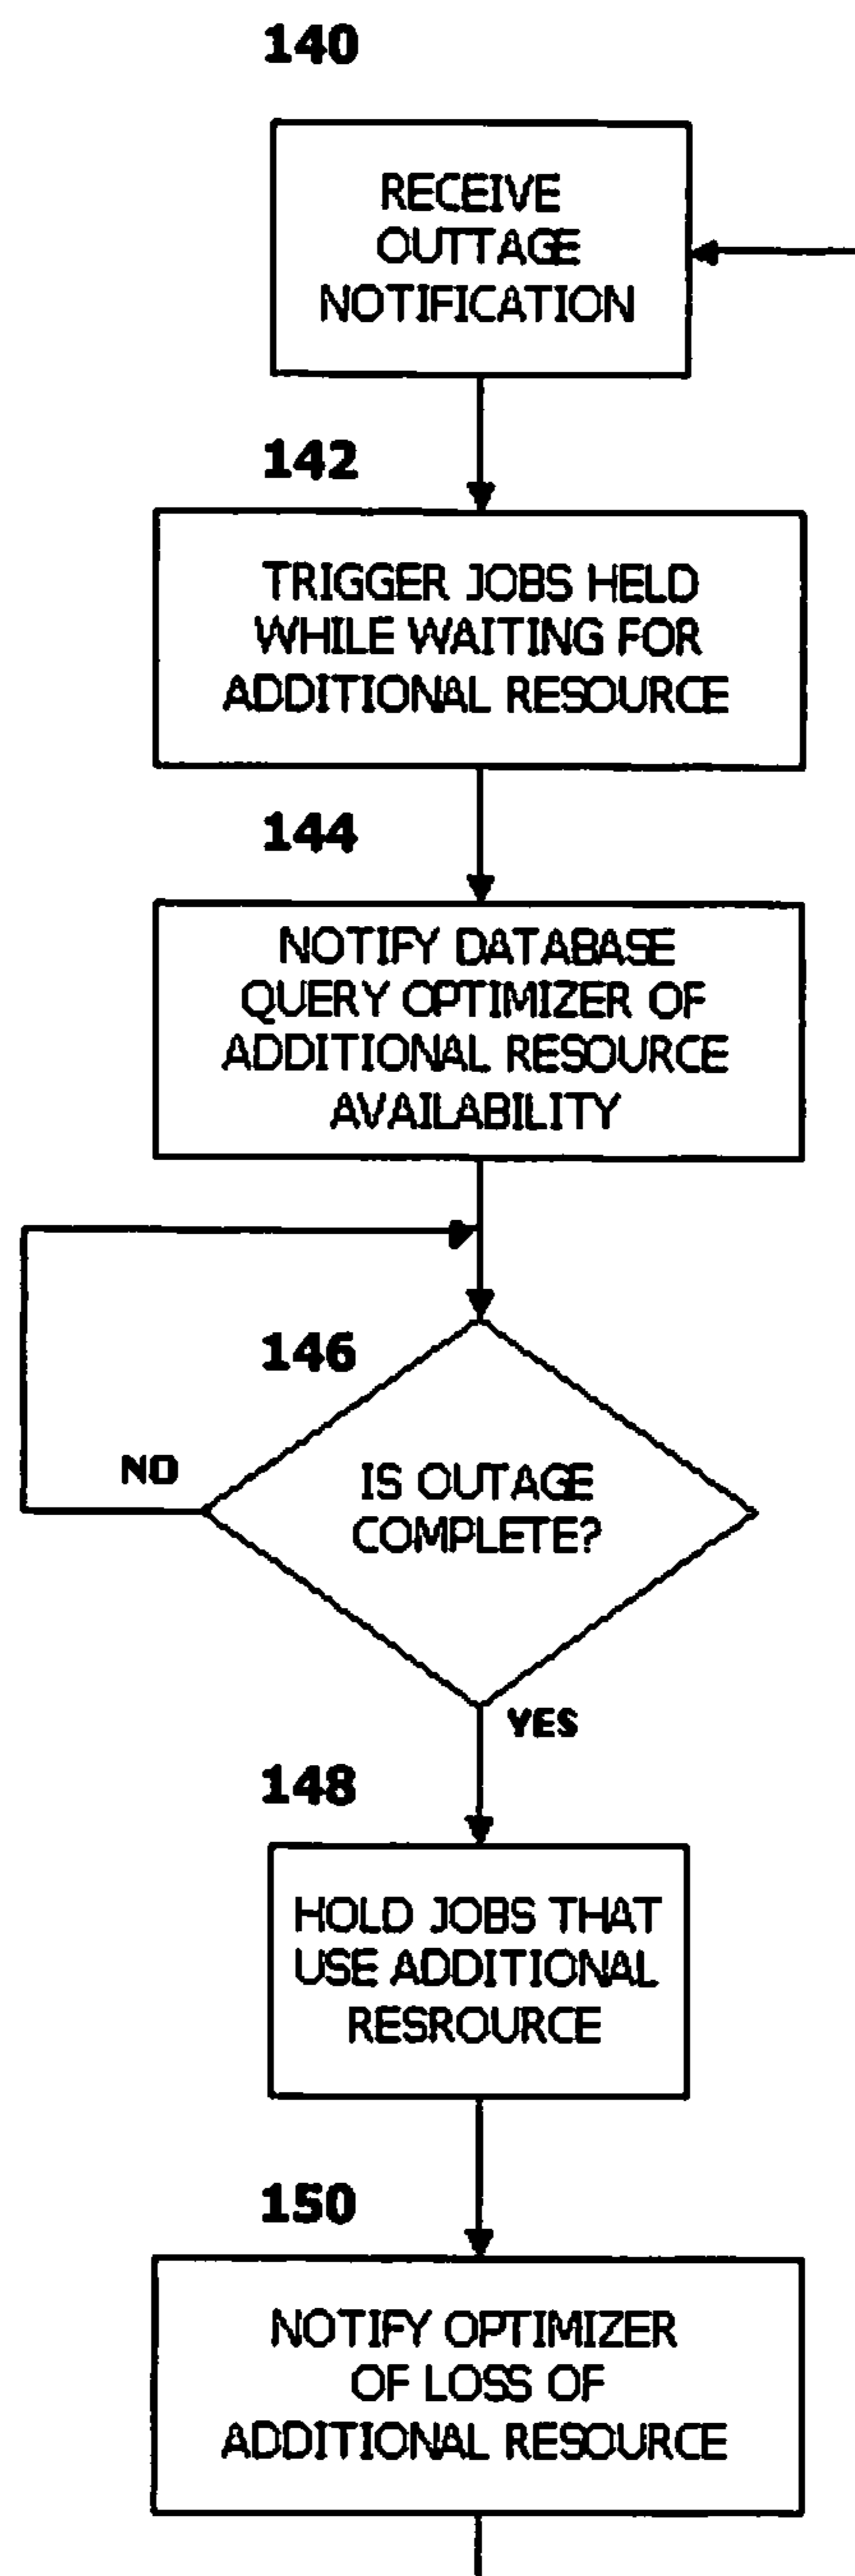 140
RECEIVE
OUTTAGE
NOTIFICATION
142
TRIGGER JOBS HELD
WHILE WAITING FOR
ADDITIONAL RESOURCE
144
NOTIFY DATABASE
QUERY OPTIMIZER OF
ADDITIONAL RESOURCE
AVAILABILITY
146
NO
IS OUTAGE
COMPLETE?
YES
148
HOLD JOBS THAT
USE ADDITIONAL
RESROURCE
150
NOTIFY OPTIMIZER
OF LOSS OF
ADDITIONAL RESOURCE